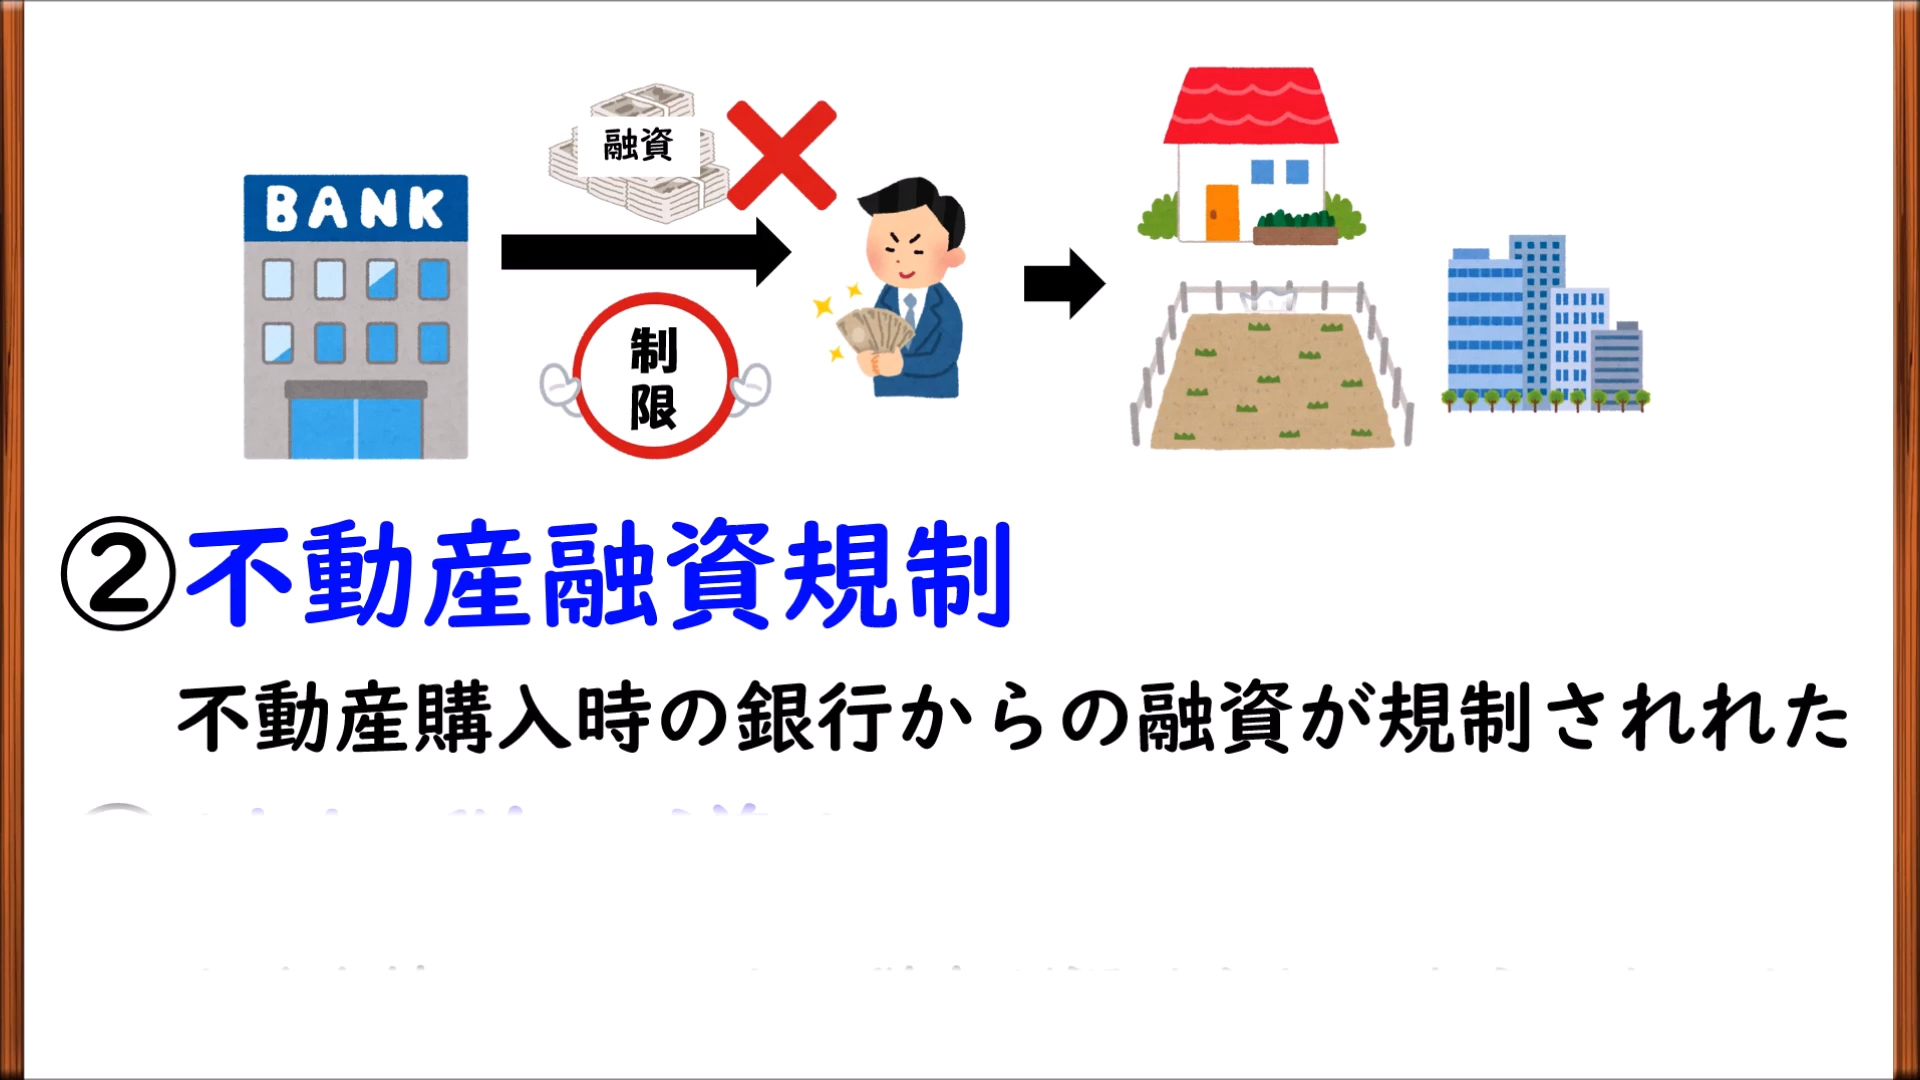 融資
BANK
制
限
②不動産融資規制
不動産購入時の銀行からの融資が規制されれた